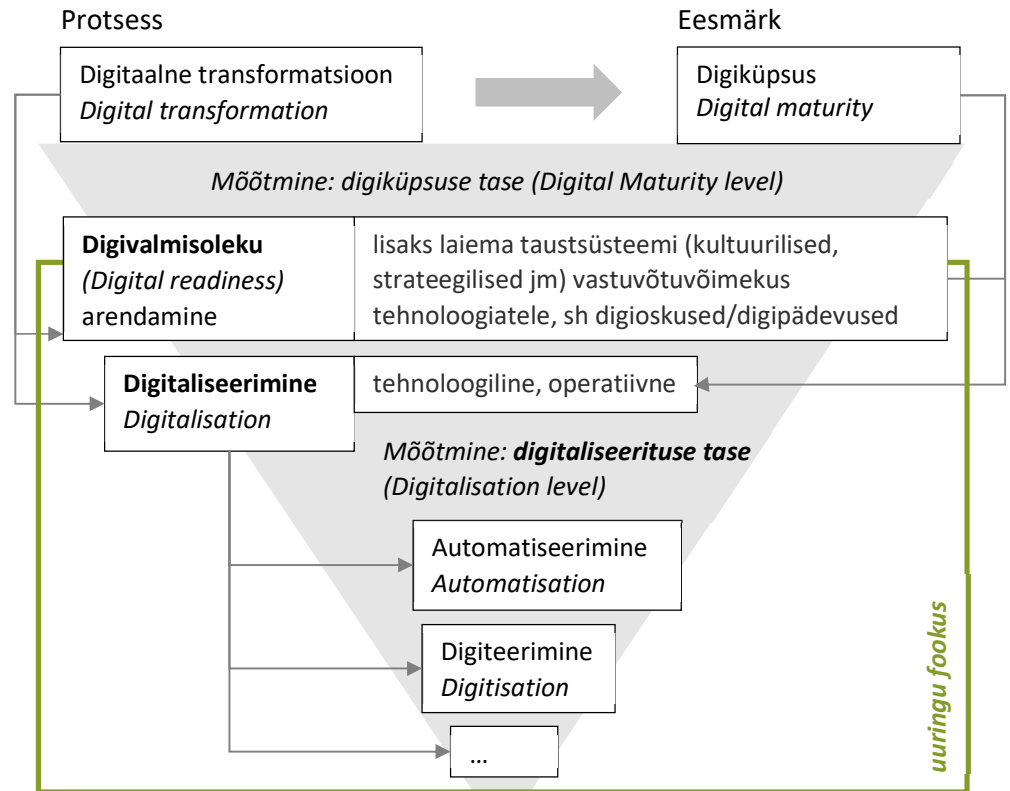 Protsess
Eesmärk
Digitaalne transformatsioon
Digital transformation
Digiküpsus
Digital maturity
Mõõtmine: digiküpsuse tase (Digital Maturity level)
Digivalmisoleku
(Digital readiness)
arendamine
lisaks laiema taustsüsteemi (kultuurilised,
strateegilised jm) vastuvõtuvõimekus
tehnoloogiatele, sh digioskused/digipädevused
Digitaliseerimine
Digitalisation
tehnoloogiline, operatiivne
Mõõtmine: digitaliseerituse tase
(Digitalisation level)
Automatiseerimine
Automatisation
Digiteerimine
Digitisation
...
uuringu fookus